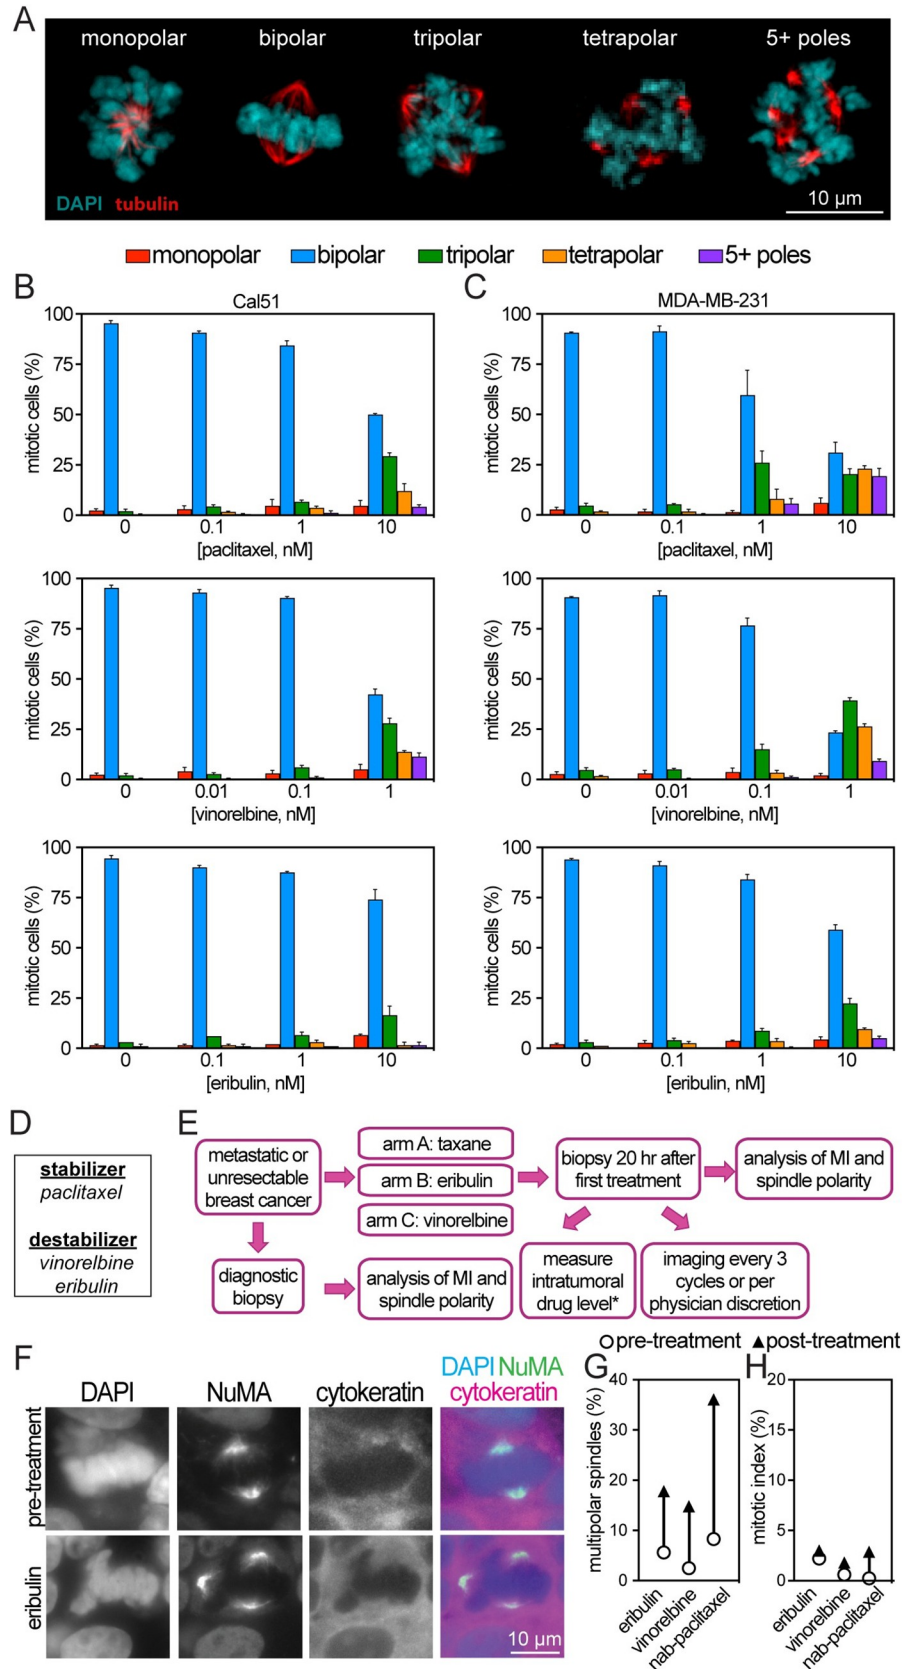 A
monopolar bipolar tripolar tetrapolar 5+ poles
DAPI tubulin
10 µm
monopolar bipolar tripolar tetrapolar 5+ poles
B
Cal51
100
75
50
25
0
mitotic cells (%)
0 0.1 1 10
[paclitaxel, nM]
100
75
50
25
0
mitotic cells (%)
0 0.01 0.1 1
[vinorelbine, nM]
100
75
50
25
0
mitotic cells (%)
0 0.1 1 10
[eribulin, nM]
C
MDA-MB-231
100
75
50
25
0
mitotic cells (%)
0 0.1 1 10
[paclitaxel, nM]
100
75
50
25
0
mitotic cells (%)
0 0.01 0.1 1
[vinorelbine, nM]
100
75
50
25
0
mitotic cells (%)
0 0.1 1 10
[eribulin, nM]
D
stabilizer
paclitaxel
destabilizer
vinorelbine
eribulin
E
metastatic or
unresectable
breast cancer
arm A: taxane
arm B: eribulin
arm C: vinorelbine
biopsy 20 hr after
first treatment
analysis of MI and
spindle polarity
diagnostic
biopsy
analysis of MI and
spindle polarity
measure
intratumoral
drug level*
imaging every 3
cycles or per
physician discretion
F
DAPI NuMA cytokeratin
DAPI NuMA
cytokeratin
pre-treatment
eribulin
10 µm
pre-treatment post-treatment
G
40
30
20
10
0
multipolar spindles (%)
eribulin
vinorelbine
nab-paclitaxel
H
20
15
10
5
0
mitotic index (%)
eribulin
vinorelbine
nab-paclitaxel